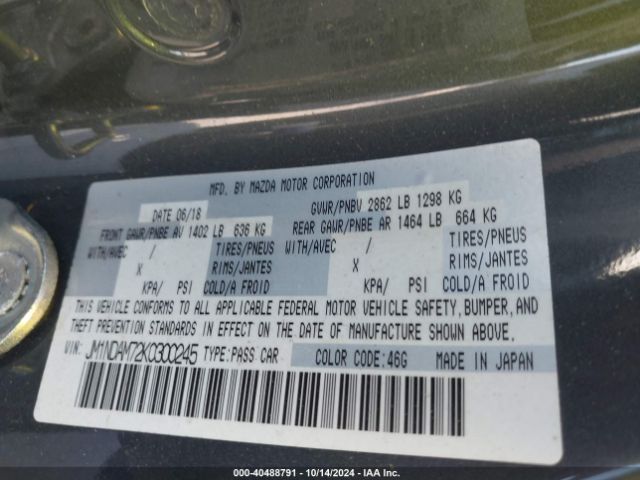 MFD. BY MAZDA MOTOR CORPORATION
DATE 06/18 GVWR/PNBV 2862 LB 1298 KG
FRONT GAWR/PNBE AV 1402 LB 636 KG REAR GAWR/PNBE AR 1464 LB 664 KG
WITH/AVEC / TIRES/PNEUS WITH/AVEC / TIRES/PNEUS
X RIMS/JANTES X RIMS/JANTES
KPA/ PSI COLD/A FROID KPA/ PSI COLD/A FROID
THIS VEHICLE CONFORMS TO ALL APPLICABLE FEDERAL MOTOR VEHICLE SAFETY, BUMPER, AND
THEFT PREVENTION STANDARDS IN EFFECT ON THE DATE OF MANUFACTURE SHOWN ABOVE.
VIN: JM1NDAM72K0300245 TYPE: PASS CAR COLOR CODE: 46G MADE IN JAPAN
000-40488791 - 10/14/2024 - IAA Inc.